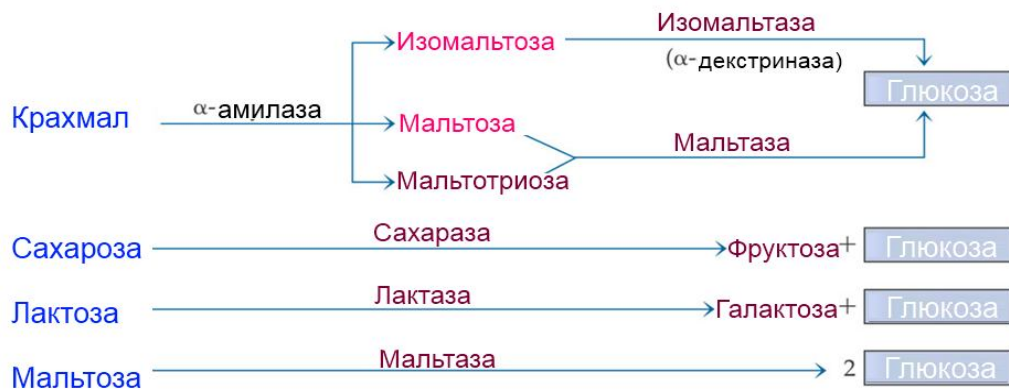 Изомальтоза Изомальтаза
(α-декстриназа)
Глюкоза
Крахмал α-амилаза Мальтоза Мальтаза
Мальтотриоза
Сахароза Сахараза Фруктоза + Глюкоза
Лактоза Лактаза Галактоза + Глюкоза
Мальтоза Мальтаза 2 Глюкоза